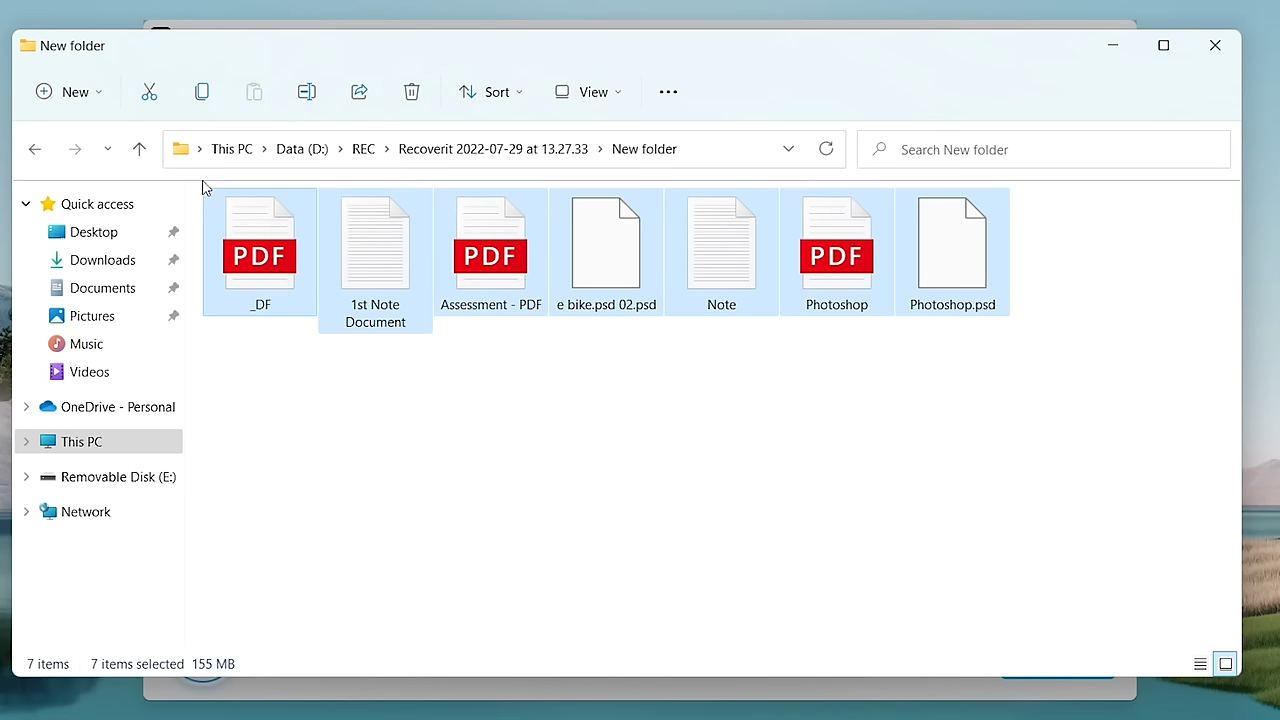 New folder
New
Sort
View
This PC
Data (D:)
REC
Recoverit 2022-07-29 at 13.27.33
New folder
Search New folder
Quick access
Desktop
Downloads
Documents
Pictures
Music
Videos
OneDrive - Personal
This PC
Removable Disk (E:)
Network
PDF
_DF
1st Note
Document
PDF
Assessment - PDF
e bike.psd 02.psd
Note
PDF
Photoshop
Photoshop.psd
7 items
7 items selected
155 MB